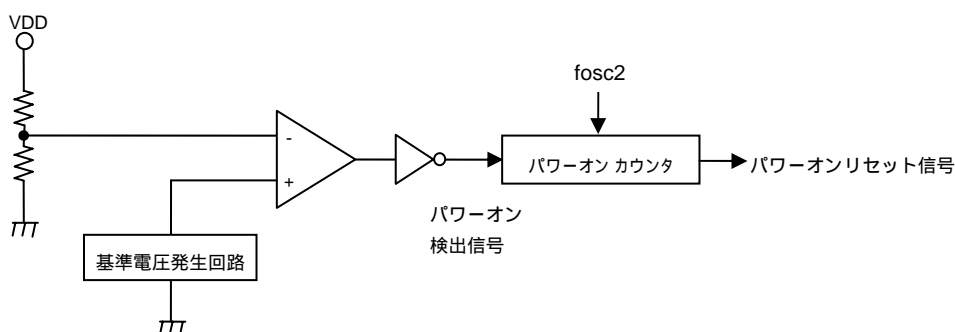 VDD
fosc2
-
パワーオン カウンタ
パワーオンリセット信号
+
パワーオン
検出信号
基準電圧発生回路